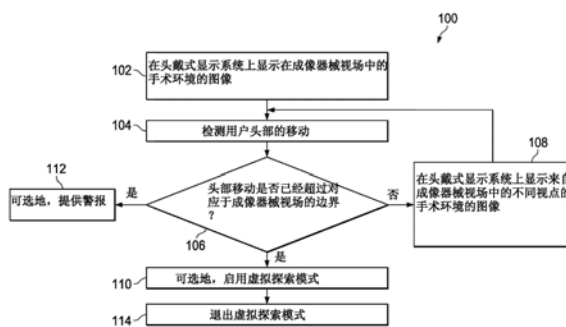 100
102
在头戴式显示系统上显示在成像器械视场中的
手术环境的图像
104
检测用户头部的移动
108
在头戴式显示系统上显示来自
成像器械视场中的不同视点的
手术环境的图像
112
可选地，提供警报
是
头部移动是否已经超过对
应于成像器械视场的边界
？
否
106
是
110
可选地，启用虚拟探索模式
114
退出虚拟探索模式